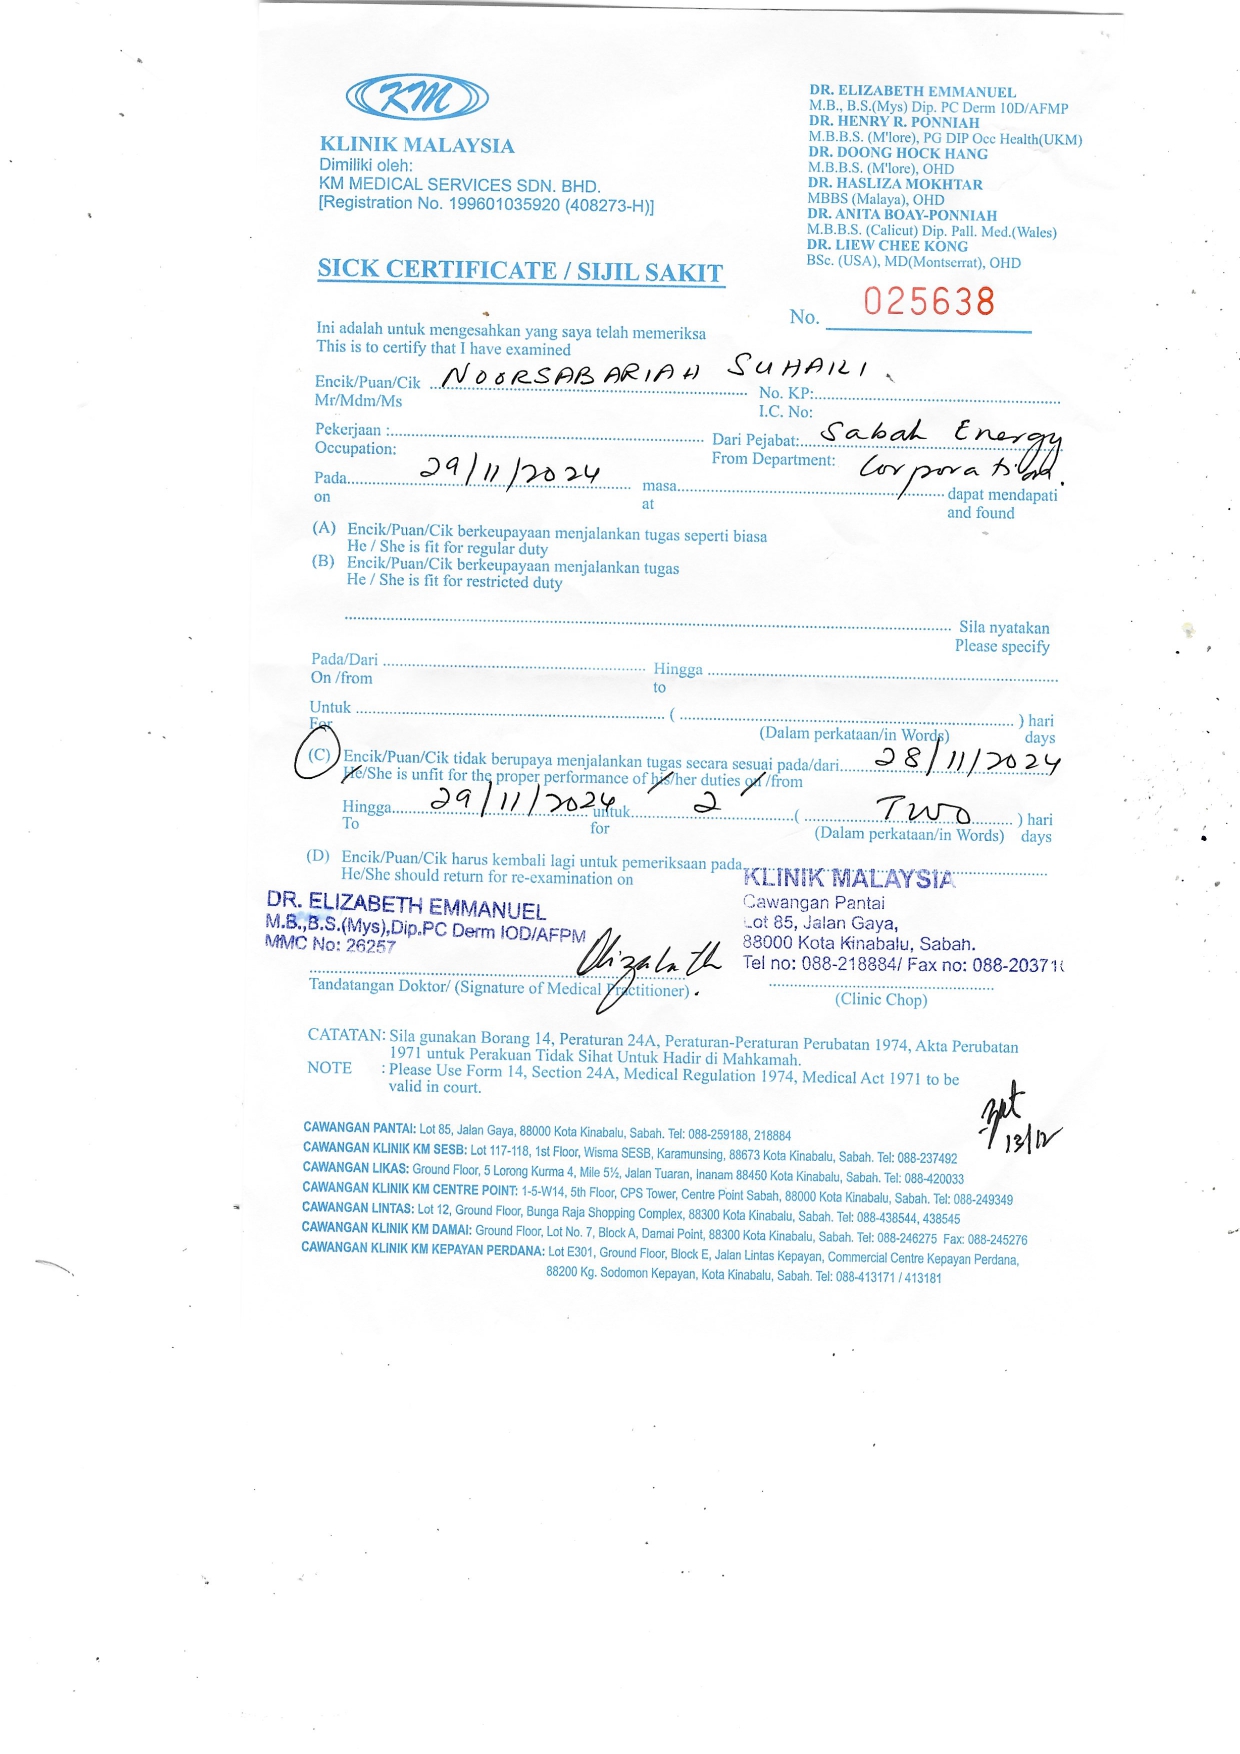 KM
KLINIK MALAYSIA
Dimiliki oleh:
KM MEDICAL SERVICES SDN. BHD.
[Registration No. 199601035920 (408273-H)]
DR. ELIZABETH EMMANUEL
M.B., B.S.(Mys) Dip. PC Derm 10D/AFMP
DR. HENRY R. PONNIAH
M.B.B.S. (M'lore), PG DIP Occ Health(UKM)
DR. DOONG HOCK HANG
M.B.B.S. (M'lore), OHD
DR. HASLIZA MOKHTAR
MBBS (Malaya), OHD
DR. ANITA BOAY-PONNIAH
M.B.B.S. (Calicut) Dip. Pall. Med.(Wales)
DR. LIEW CHEE KONG
BSc. (USA), MD(Montserrat), OHD
SICK CERTIFICATE / SIJIL SAKIT
No. 025638
Ini adalah untuk mengesahkan yang saya telah memeriksa
This is to certify that I have examined
Encik/Puan/Cik NOORSABARIAH SUHAILI. No. KP:
Mr/Mdm/Ms I.C. No:
Pekerjaan : Dari Pejabat: Sabah Energy
Occupation: From Department: Corporation.
Pada 29/11/2024 masa dapat mendapati
on at and found
(A) Encik/Puan/Cik berkeupayaan menjalankan tugas seperti biasa
He / She is fit for regular duty
(B) Encik/Puan/Cik berkeupayaan menjalankan tugas
He / She is fit for restricted duty
Sila nyatakan
Please specify
Pada/Dari Hingga
On /from to
Untuk ( ) hari
For (Dalam perkataan/in Words) days
(C) Encik/Puan/Cik tidak berupaya menjalankan tugas secara sesuai pada/dari 28/11/2024
He/She is unfit for the proper performance of his/her duties on /from
Hingga 29/11/2024 untuk 2 ( TWO ) hari
To for (Dalam perkataan/in Words) days
(D) Encik/Puan/Cik harus kembali lagi untuk pemeriksaan pada
He/She should return for re-examination on
DR. ELIZABETH EMMANUEL
M.B.,B.S.(Mys),Dip.PC Derm IOD/AFPM
MMC No: 26257
Elizabeth
Tandatangan Doktor/ (Signature of Medical Practitioner)
KLINIK MALAYSIA
Cawangan Pantai
Lot 85, Jalan Gaya,
88000 Kota Kinabalu, Sabah.
Tel no: 088-218884/ Fax no: 088-20371
(Clinic Chop)
CATATAN: Sila gunakan Borang 14, Peraturan 24A, Peraturan-Peraturan Perubatan 1974, Akta Perubatan
1971 untuk Perakuan Tidak Sihat Untuk Hadir di Mahkamah.
NOTE : Please Use Form 14, Section 24A, Medical Regulation 1974, Medical Act 1971 to be
valid in court.
13/12
CAWANGAN PANTAI: Lot 85, Jalan Gaya, 88000 Kota Kinabalu, Sabah. Tel: 088-259188, 218884
CAWANGAN KLINIK KM SESB: Lot 117-118, 1st Floor, Wisma SESB, Karamunsing, 88673 Kota Kinabalu, Sabah. Tel: 088-237492
CAWANGAN LIKAS: Ground Floor, 5 Lorong Kurma 4, Mile 5½, Jalan Tuaran, Inanam 88450 Kota Kinabalu, Sabah. Tel: 088-420033
CAWANGAN KLINIK KM CENTRE POINT: 1-5-W14, 5th Floor, CPS Tower, Centre Point Sabah, 88000 Kota Kinabalu, Sabah. Tel: 088-249349
CAWANGAN LINTAS: Lot 12, Ground Floor, Bunga Raja Shopping Complex, 88300 Kota Kinabalu, Sabah. Tel: 088-438544, 438545
CAWANGAN KLINIK KM DAMAI: Ground Floor, Lot No. 7, Block A, Damai Point, 88300 Kota Kinabalu, Sabah. Tel: 088-246275 Fax: 088-245276
CAWANGAN KLINIK KM KEPAYAN PERDANA: Lot E301, Ground Floor, Block E, Jalan Lintas Kepayan, Commercial Centre Kepayan Perdana,
88200 Kg. Sodomon Kepayan, Kota Kinabalu, Sabah. Tel: 088-413171 / 413181